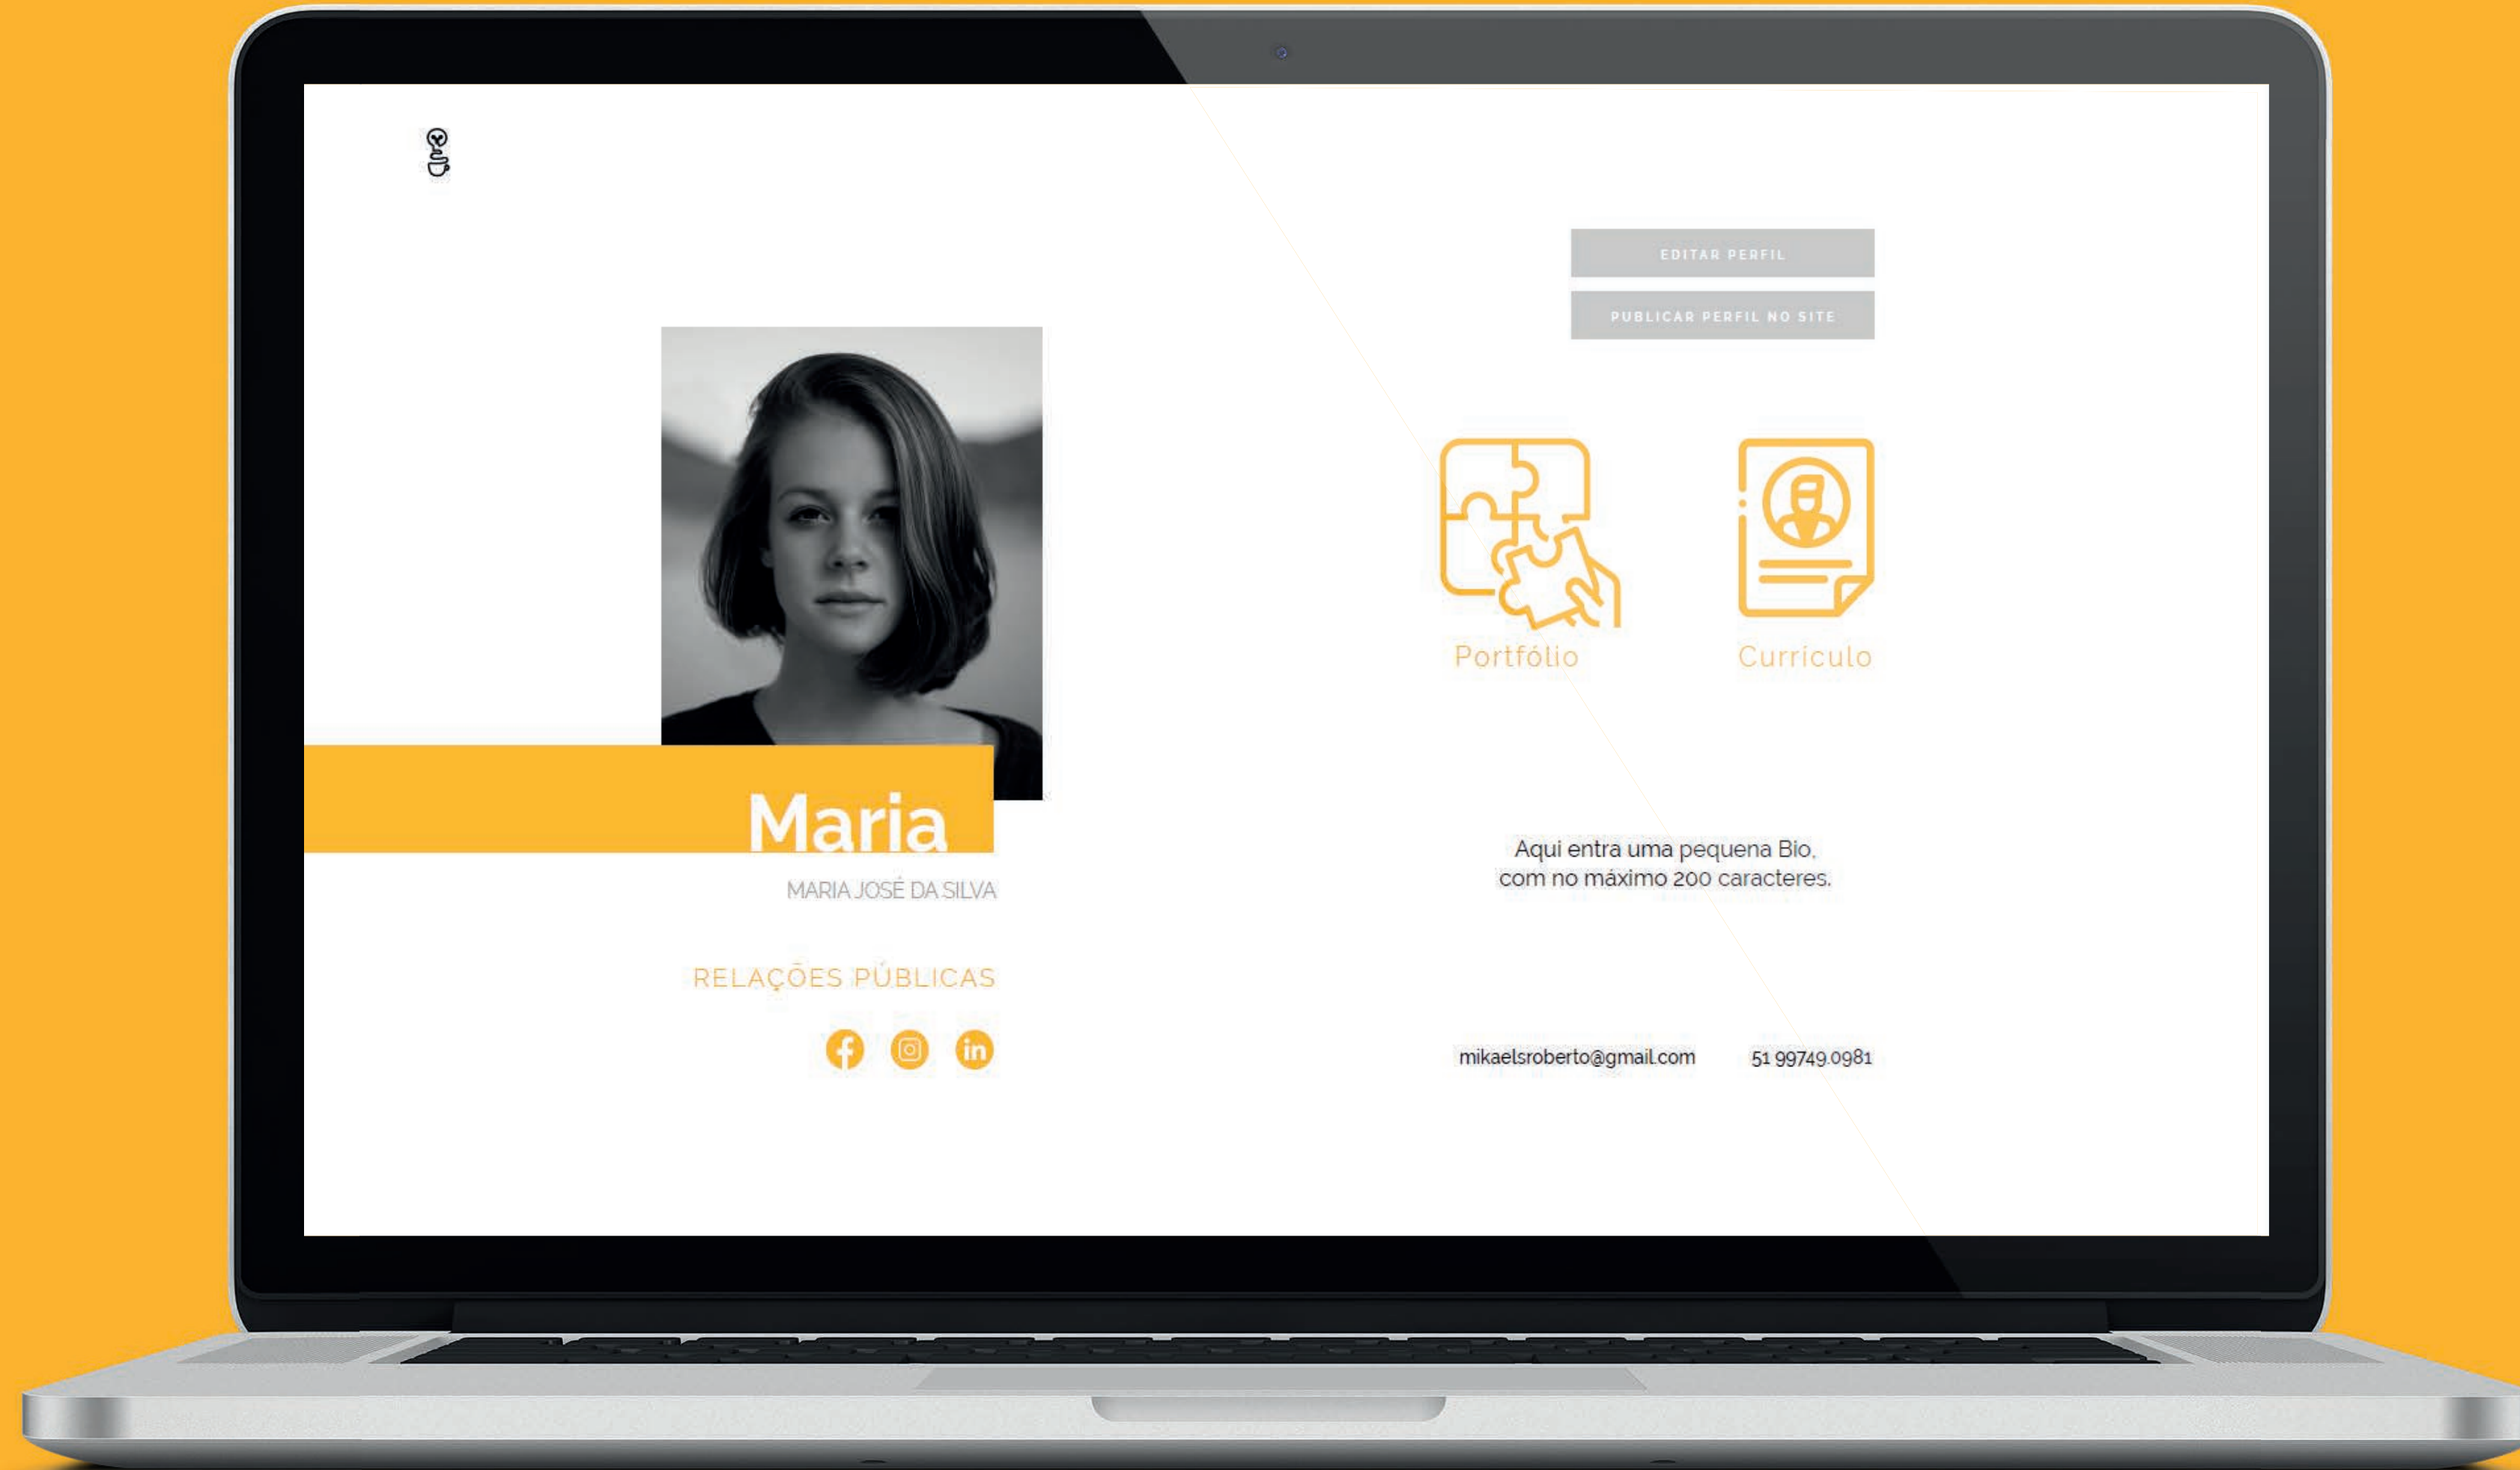 EDITAR PERFIL
PUBLICAR PERFIL NO SITE
Portfólio
Currículo
Maria
MARIA JOSÉ DA SILVA
RELAÇÕES PÚBLICAS
in
Aqui entra uma pequena Bio,
com no máximo 200 caracteres.
mikaelsroberto@gmail.com
51 99749.0981